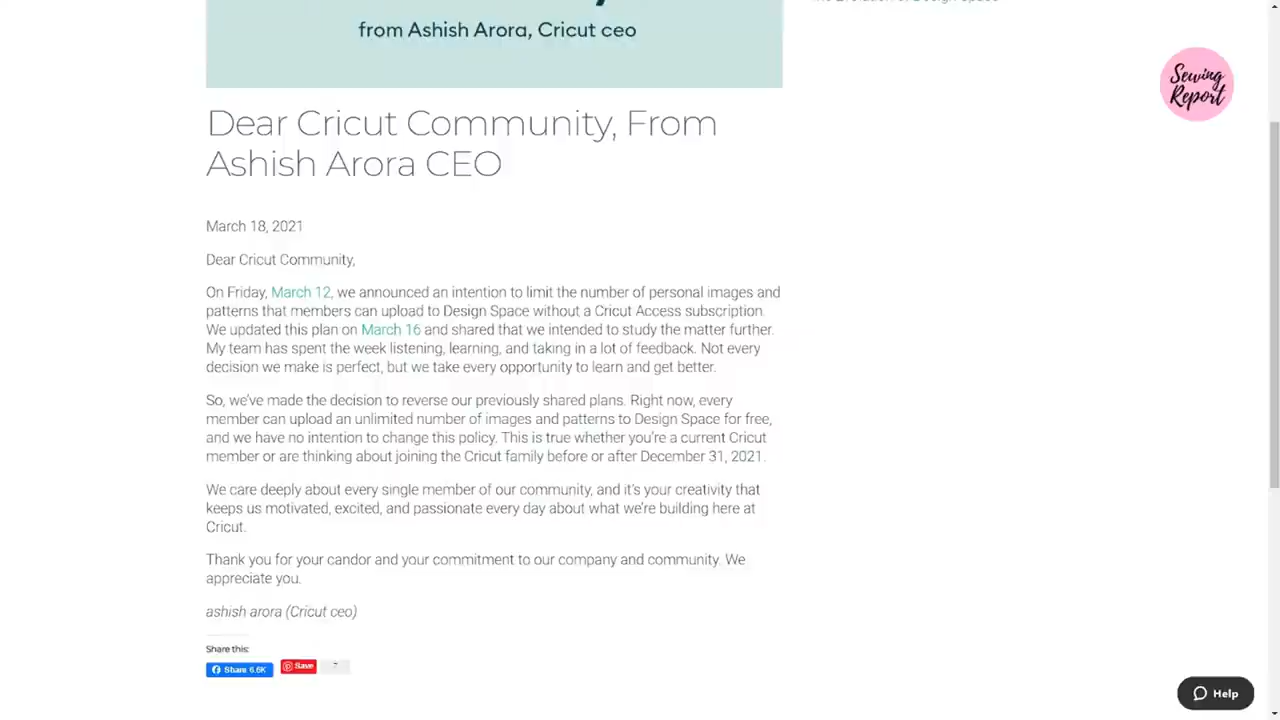 from Ashish Arora, Cricut ceo
Sewing
Report
Dear Cricut Community, From
Ashish Arora CEO
March 18, 2021
Dear Cricut Community,
On Friday, March 12, we announced an intention to limit the number of personal images and
patterns that members can upload to Design Space without a Cricut Access subscription.
We updated this plan on March 16 and shared that we intended to study the matter further.
My team has spent the week listening, learning, and taking in a lot of feedback. Not every
decision we make is perfect, but we take every opportunity to learn and get better.
So, we've made the decision to reverse our previously shared plans. Right now, every
member can upload an unlimited number of images and patterns to Design Space for free,
and we have no intention to change this policy. This is true whether you're a current Cricut
member or are thinking about joining the Cricut family before or after December 31, 2021.
We care deeply about every single member of our community, and it's your creativity that
keeps us motivated, excited, and passionate every day about what we're building here at
Cricut.
Thank you for your candor and your commitment to our company and community. We
appreciate you.
ashish arora (Cricut ceo)
Share this:
Share 6.6K
Save
7
Help